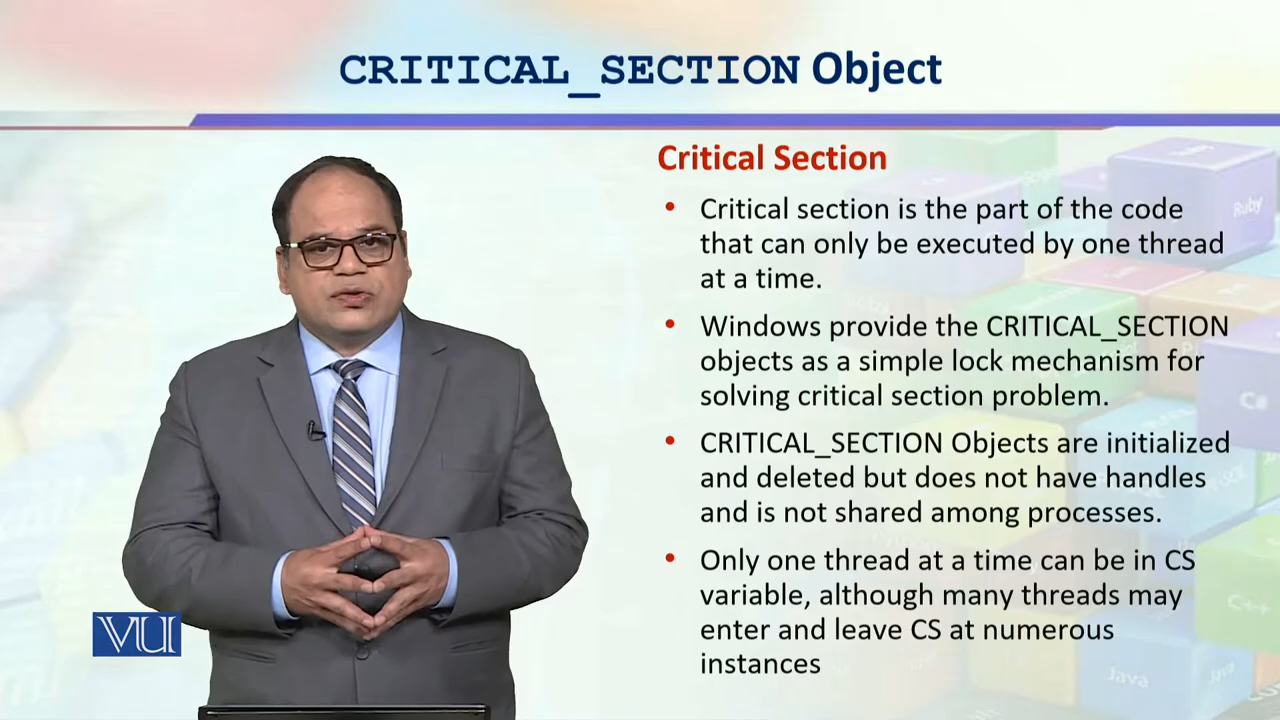 CRITICAL_SECTION Object
Critical Section
• Critical section is the part of the code
that can only be executed by one thread
at a time.
• Windows provide the CRITICAL_SECTION
objects as a simple lock mechanism for
solving critical section problem.
• CRITICAL_SECTION Objects are initialized
and deleted but does not have handles
and is not shared among processes.
• Only one thread at a time can be in CS
variable, although many threads may
enter and leave CS at numerous
instances
VU
Ruby
C#
C++
Java
Java